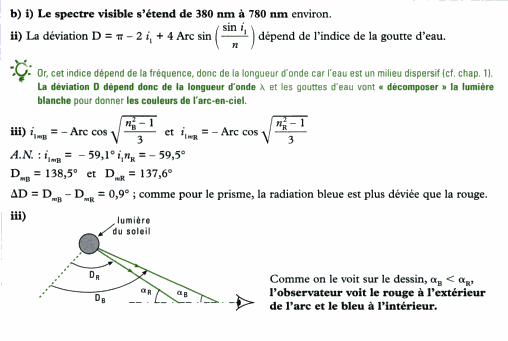 b) i) Le spectre visible s'étend de 380 nm à 780 nm environ.
ii) La déviation D = π – 2 i₁ + 4 Arc sin (sin i₁ / n) dépend de l'indice de la goutte d'eau.
Or, cet indice dépend de la fréquence, donc de la longueur d'onde car l'eau est un milieu dispersif (cf. chap. 1).
La déviation D dépend donc de la longueur d'onde λ et les gouttes d'eau vont « décomposer » la lumière
blanche pour donner les couleurs de l'arc-en-ciel.
iii) i₁mB = – Arc cos √((n²B – 1) / 3) et i₁mR = – Arc cos √((n²R – 1) / 3)
A.N. : i₁mB = – 59,1° i₁nR = – 59,5°
DmB = 138,5° et DmR = 137,6°
ΔD = DmB – DmR = 0,9° ; comme pour le prisme, la radiation bleue est plus déviée que la rouge.
iii)
lumière
du soleil
DR
DB
αR
αB
Comme on le voit sur le dessin, αB < αR,
l'observateur voit le rouge à l'extérieur
de l'arc et le bleu à l'intérieur.